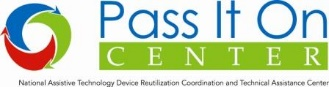 Pass It On
CENTER
National Assistive Technology Device Reutilization Coordination and Technical Assistance Center